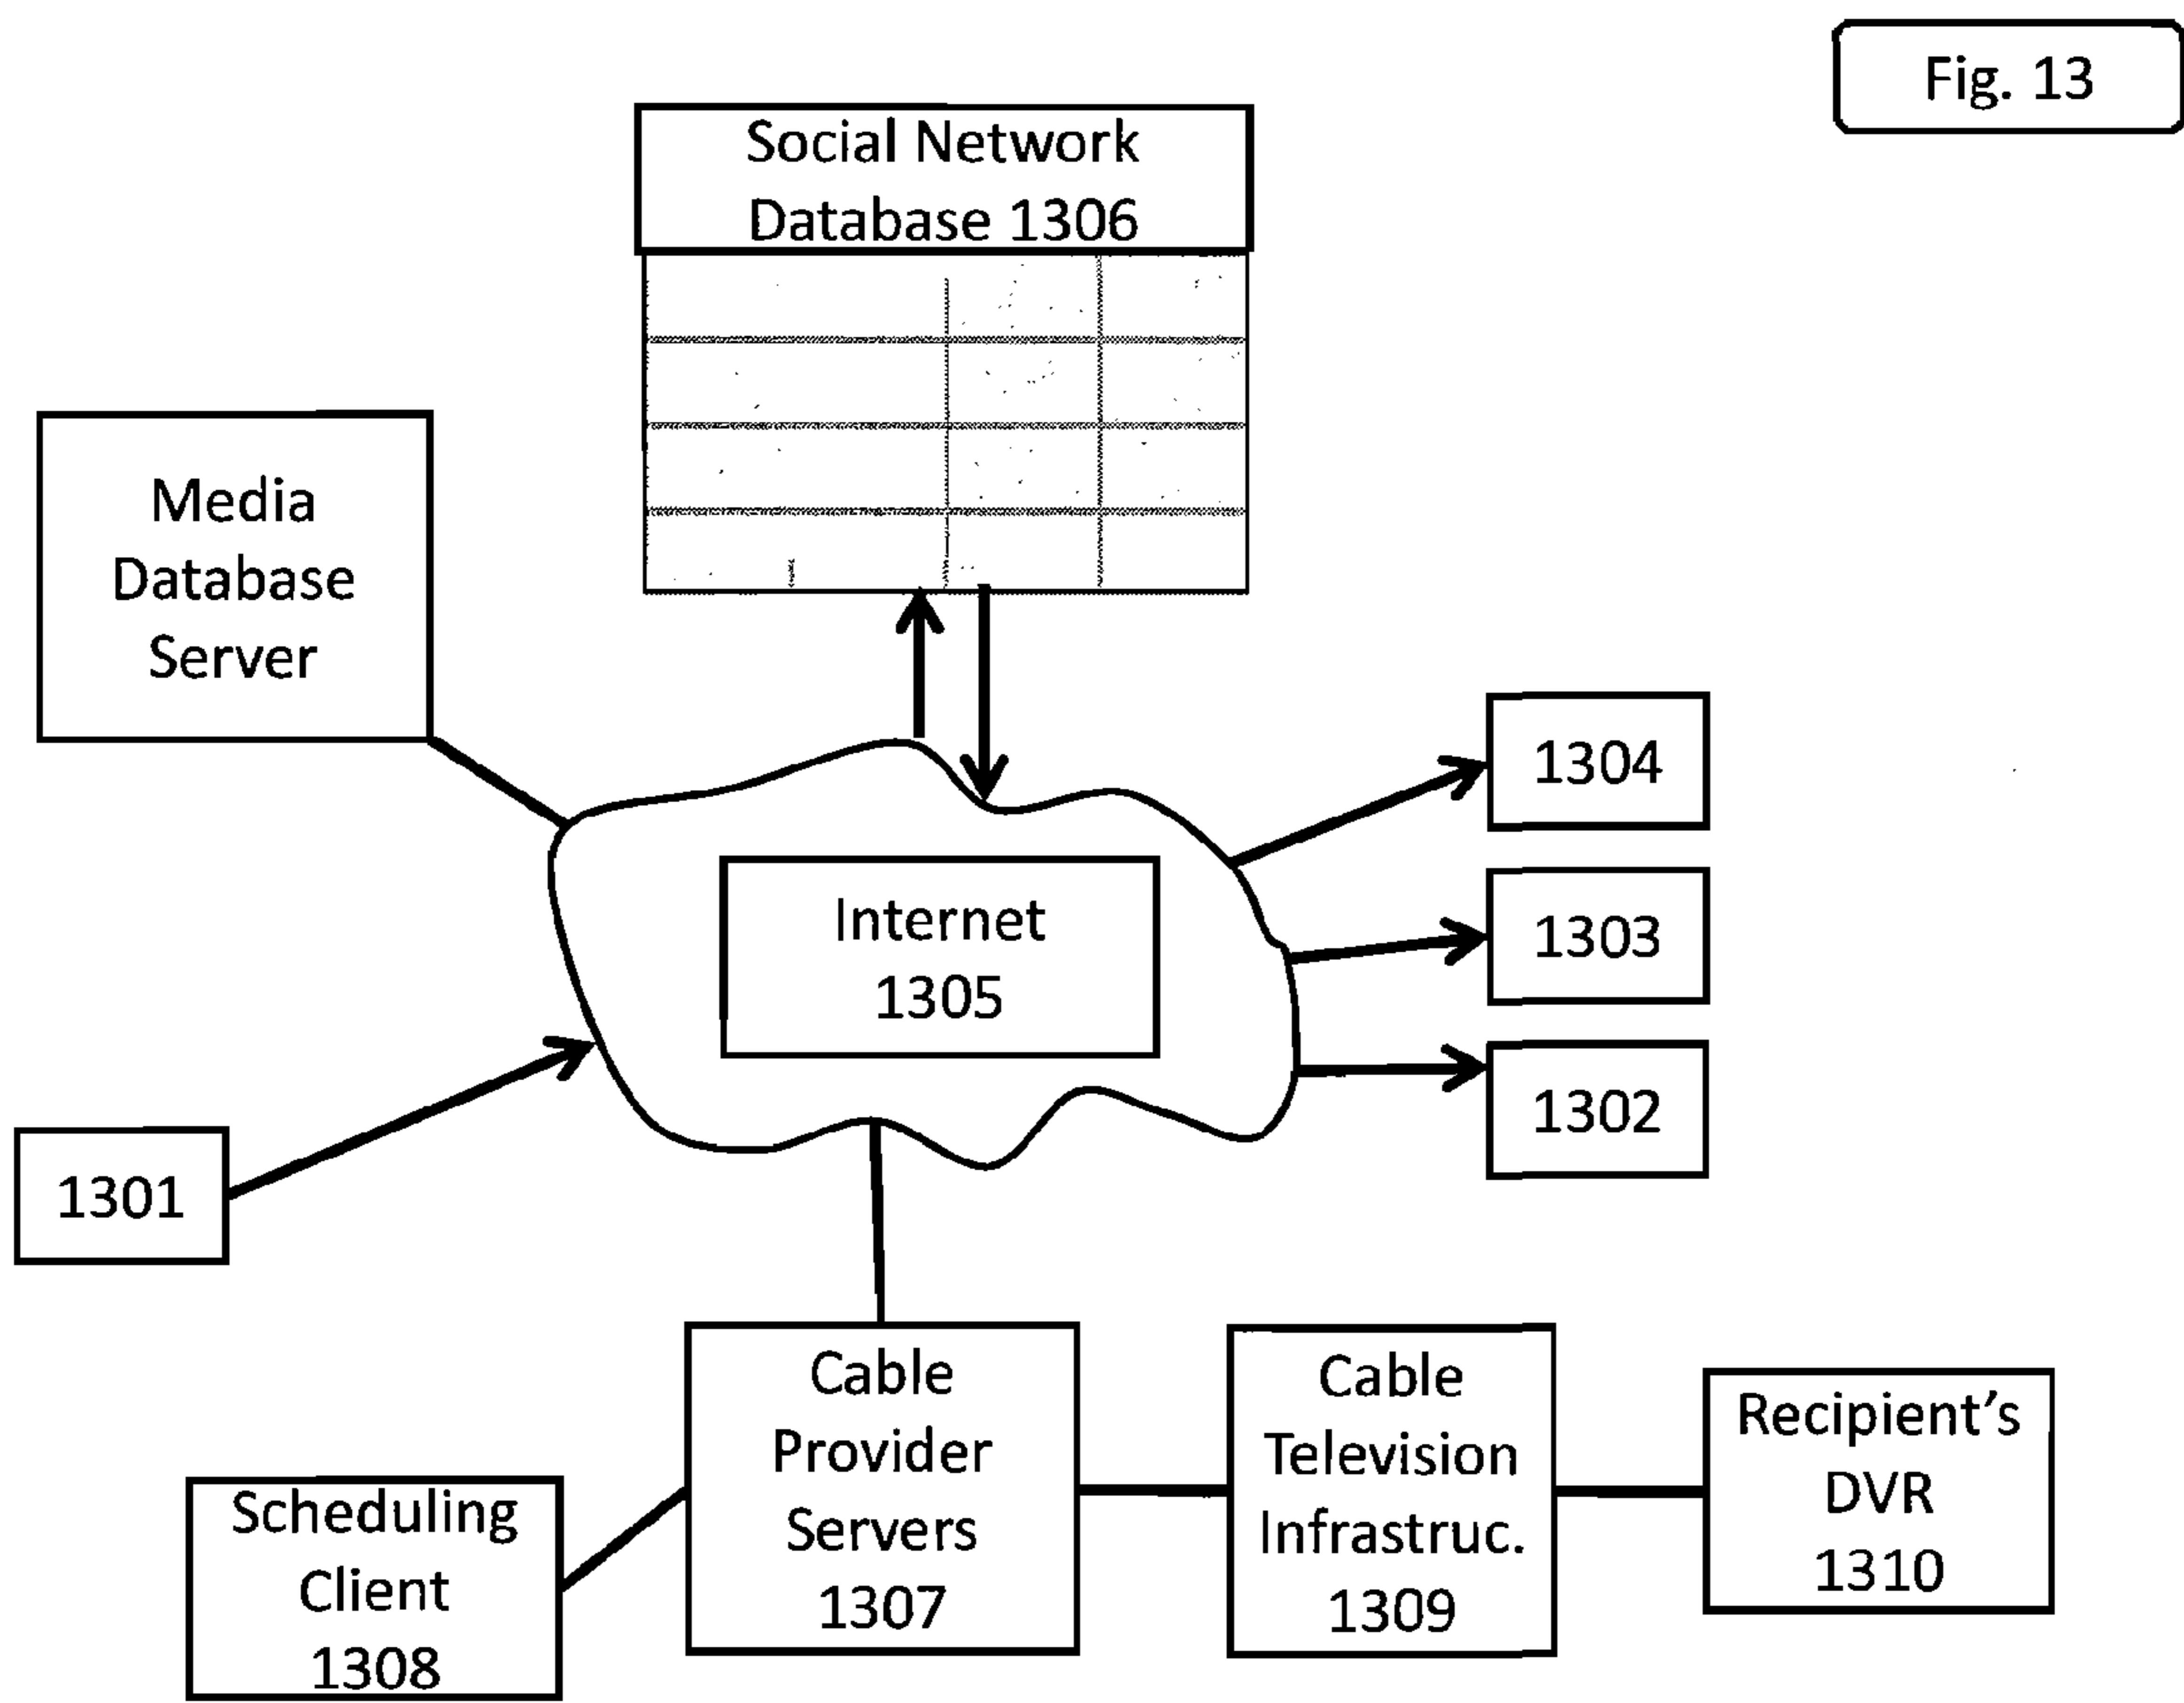 Fig. 13
Social Network
Database 1306
Media
Database
Server
1304
Internet
1305
1303
1302
1301
Cable
Provider
Servers
1307
Cable
Television
Infrastruc.
1309
Recipient's
DVR
1310
Scheduling
Client
1308